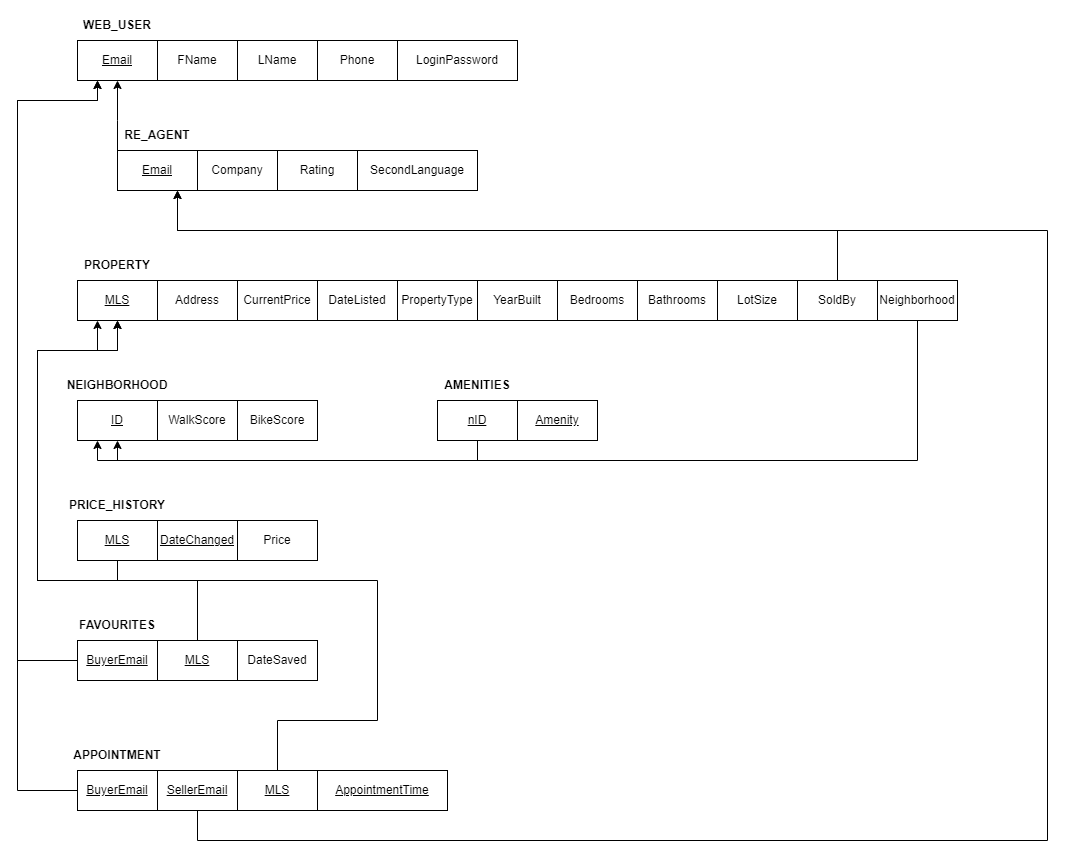 WEB_USER
Email FName LName Phone LoginPassword
RE_AGENT
Email Company Rating SecondLanguage
PROPERTY
MLS Address CurrentPrice DateListed PropertyType YearBuilt Bedrooms Bathrooms LotSize SoldBy Neighborhood
NEIGHBORHOOD AMENITIES
ID WalkScore BikeScore nID Amenity
PRICE_HISTORY
MLS DateChanged Price
FAVOURITES
BuyerEmail MLS DateSaved
APPOINTMENT
BuyerEmail SellerEmail MLS AppointmentTime